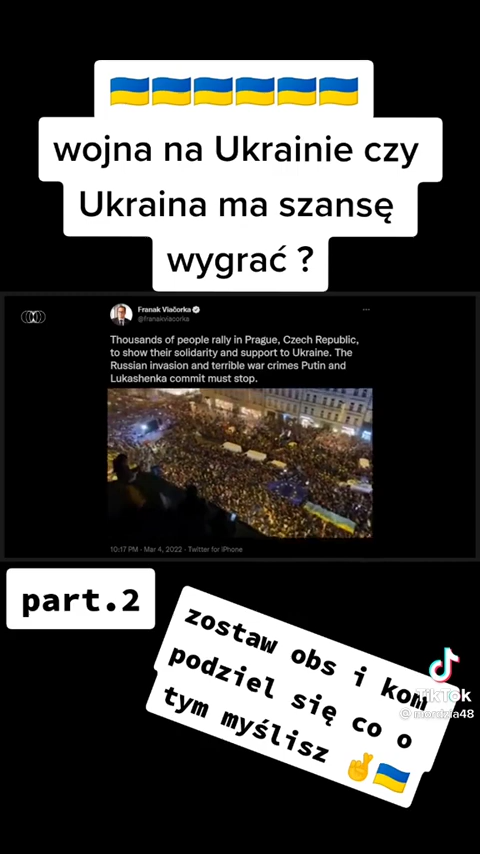 🇺🇦🇺🇦🇺🇦🇺🇦🇺🇦🇺🇦
wojna na Ukrainie czy
Ukraina ma szansę
wygrać ?
Franak Viačorka
@franakviacorka
Thousands of people rally in Prague, Czech Republic,
to show their solidarity and support to Ukraine. The
Russian invasion and terrible war crimes Putin and
Lukashenka commit must stop.
10:17 PM · Mar 4, 2022 · Twitter for iPhone
part.2
zostaw obs i kom
podziel się co o
tym myślisz ✌️🇺🇦
TikTok